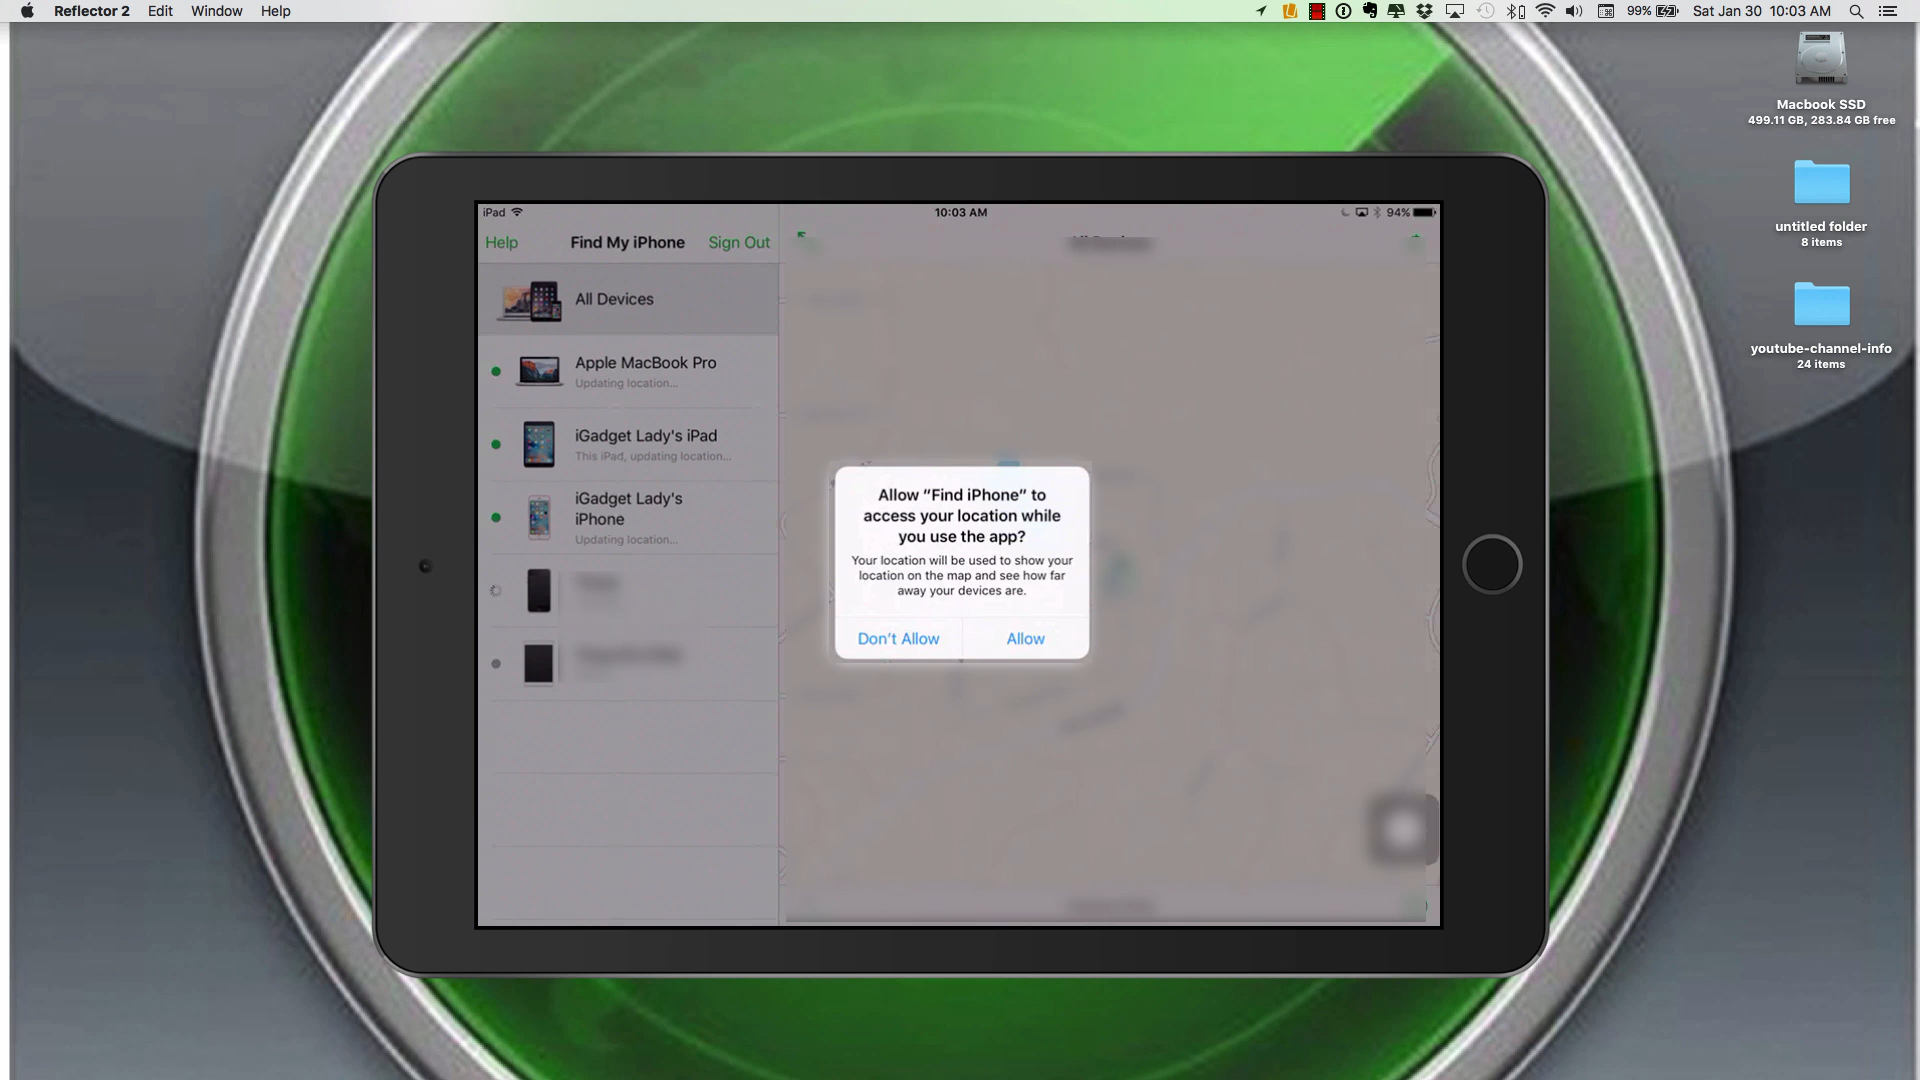 Reflector 2 Edit Window Help
99% Sat Jan 30 10:03 AM
Macbook SSD
499.11 GB, 283.84 GB free
untitled folder
8 items
youtube-channel-info
24 items
iPad 10:03 AM 94%
Help Find My iPhone Sign Out
All Devices
Apple MacBook Pro
Updating location...
iGadget Lady's iPad
This iPad, updating location...
iGadget Lady's
iPhone
Updating location...
Allow “Find iPhone” to
access your location while
you use the app?
Your location will be used to show your
location on the map and see how far
away your devices are.
Don’t Allow Allow